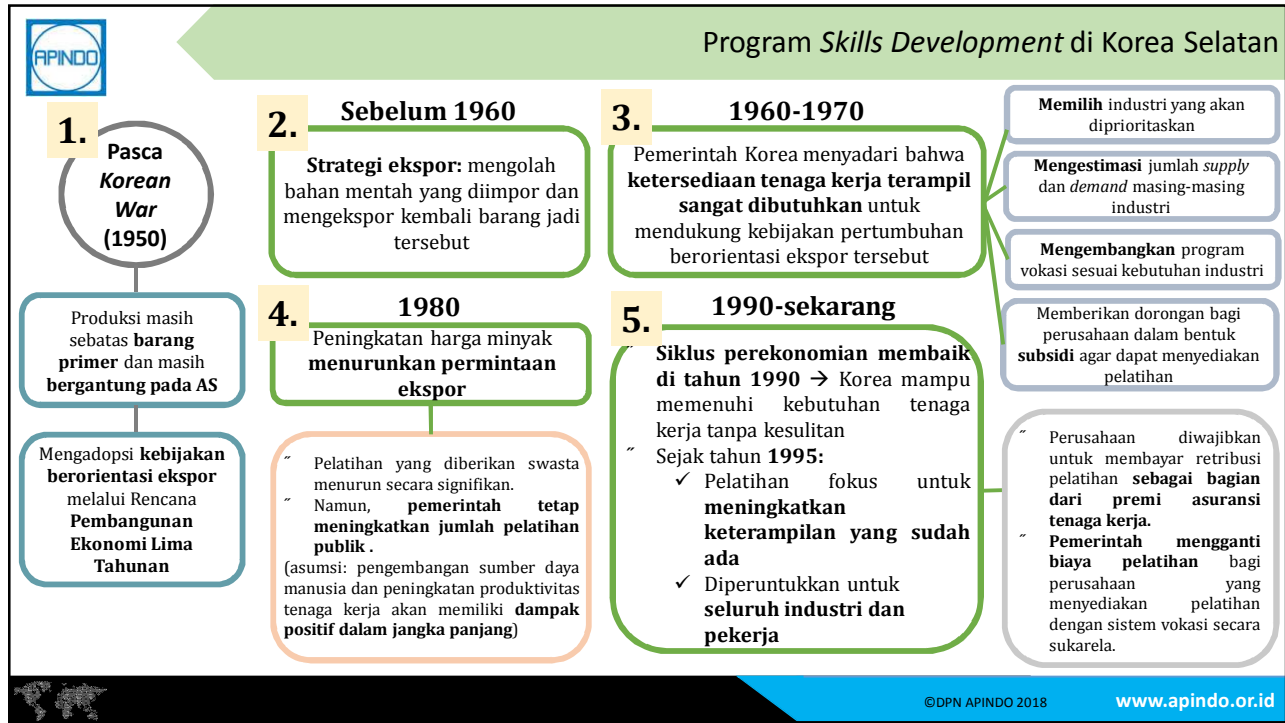 APINDO
Program Skills Development di Korea Selatan
1.
Pasca
Korean
War
(1950)
Produksi masih
sebatas barang
primer dan masih
bergantung pada AS
Mengadopsi kebijakan
berorientasi ekspor
melalui Rencana
Pembangunan
Ekonomi Lima
Tahunan
2.
Sebelum 1960
Strategi ekspor: mengolah
bahan mentah yang diimpor dan
mengekspor kembali barang jadi
tersebut
3.
1960-1970
Pemerintah Korea menyadari bahwa
ketersediaan tenaga kerja terampil
sangat dibutuhkan untuk
mendukung kebijakan pertumbuhan
berorientasi ekspor tersebut
Memilih industri yang akan
diprioritaskan
Mengestimasi jumlah supply
dan demand masing-masing
industri
Mengembangkan program
vokasi sesuai kebutuhan industri
Memberikan dorongan bagi
perusahaan dalam bentuk
subsidi agar dapat menyediakan
pelatihan
4.
1980
Peningkatan harga minyak
menurunkan permintaan
ekspor
˝ Pelatihan yang diberikan swasta
menurun secara signifikan.
˝ Namun, pemerintah tetap
meningkatkan jumlah pelatihan
publik .
(asumsi: pengembangan sumber daya
manusia dan peningkatan produktivitas
tenaga kerja akan memiliki dampak
positif dalam jangka panjang)
5.
1990-sekarang
˝ Siklus perekonomian membaik
di tahun 1990 → Korea mampu
memenuhi kebutuhan tenaga
kerja tanpa kesulitan
˝ Sejak tahun 1995:
✓ Pelatihan fokus untuk
meningkatkan
keterampilan yang sudah
ada
✓ Diperuntukkan untuk
seluruh industri dan
pekerja
˝ Perusahaan diwajibkan
untuk membayar retribusi
pelatihan sebagai bagian
dari premi asuransi
tenaga kerja.
˝ Pemerintah mengganti
biaya pelatihan bagi
perusahaan yang
menyediakan pelatihan
dengan sistem vokasi secara
sukarela.
©DPN APINDO 2018
www.apindo.or.id